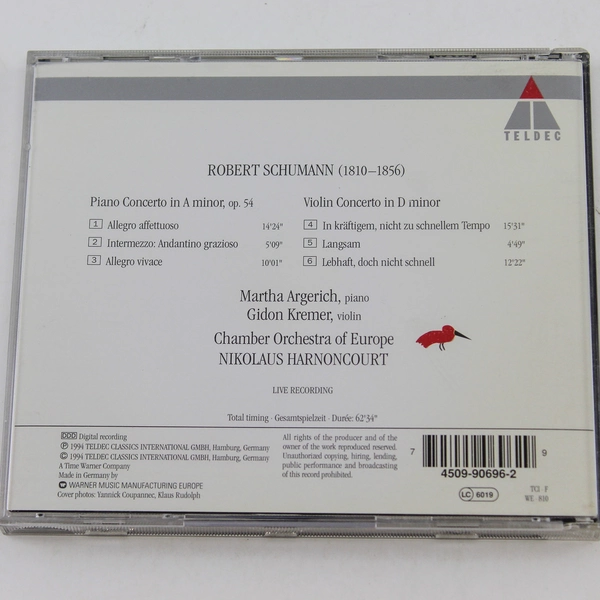 TELDEC
ROBERT SCHUMANN (1810–1856)
Piano Concerto in A minor, op. 54
1 Allegro affettuoso 14'24"
2 Intermezzo: Andantino grazioso 5'09"
3 Allegro vivace 10'01"
Violin Concerto in D minor
4 In kräftigem, nicht zu schnellem Tempo 15'31"
5 Langsam 4'49"
6 Lebhaft, doch nicht schnell 12'22"
Martha Argerich, piano
Gidon Kremer, violin
Chamber Orchestra of Europe
NIKOLAUS HARNONCOURT
LIVE RECORDING
Total timing · Gesamtspielzeit · Durée: 62'34"
DDD Digital recording
℗ 1994 TELDEC CLASSICS INTERNATIONAL GMBH, Hamburg, Germany
© 1994 TELDEC CLASSICS INTERNATIONAL GMBH, Hamburg, Germany
A Time Warner Company
Made in Germany by
WARNER MUSIC MANUFACTURING EUROPE
Cover photos: Yannick Coupannec, Klaus Rudolph
All rights of the producer and of the
owner of the work reproduced reserved.
Unauthorized copying, hiring, lending,
public performance and broadcasting
of this record prohibited.
7 9
4509-90696-2
LC 6019
WE 810